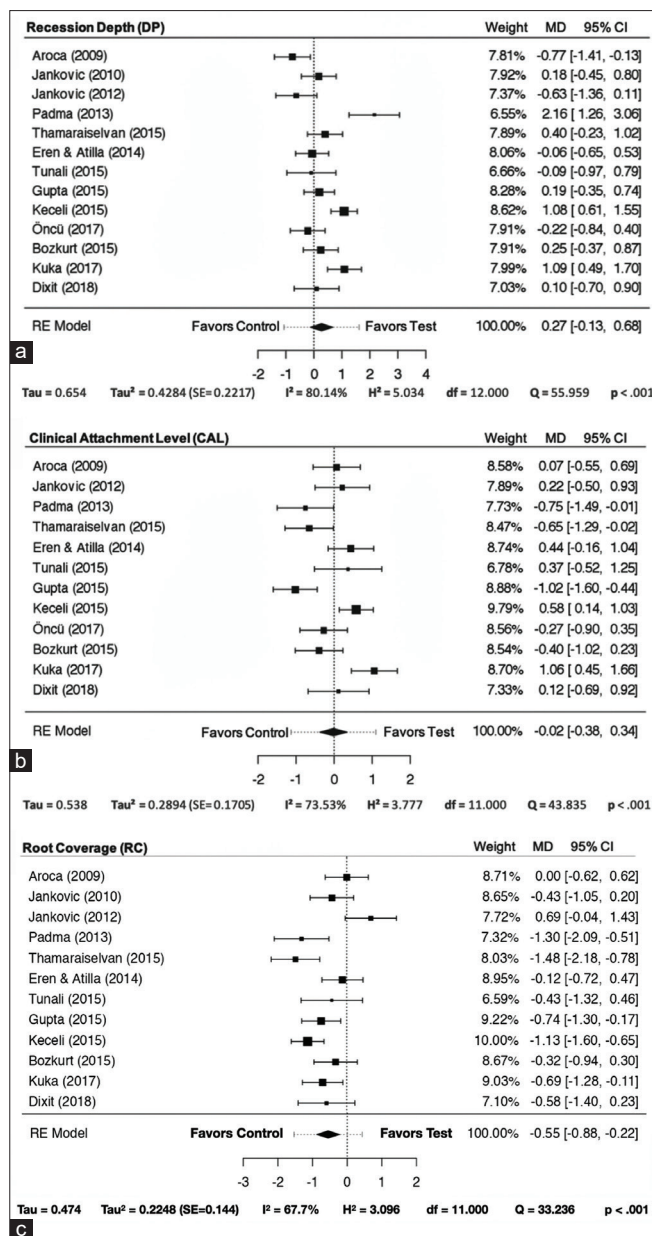 Recession Depth (DP) Weight MD 95% CI
Aroca (2009) 7.81% -0.77 [-1.41, -0.13]
Jankovic (2010) 7.92% 0.18 [-0.45, 0.80]
Jankovic (2012) 7.37% -0.63 [-1.36, 0.11]
Padma (2013) 6.55% 2.16 [ 1.26, 3.06]
Thamaraiselvan (2015) 7.89% 0.40 [-0.23, 1.02]
Eren & Atilla (2014) 8.06% -0.06 [-0.65, 0.53]
Tunali (2015) 6.66% -0.09 [-0.97, 0.79]
Gupta (2015) 8.28% 0.19 [-0.35, 0.74]
Keceli (2015) 8.62% 1.08 [ 0.61, 1.55]
Öncü (2017) 7.91% -0.22 [-0.84, 0.40]
Bozkurt (2015) 7.91% 0.25 [-0.37, 0.87]
Kuka (2017) 7.99% 1.09 [ 0.49, 1.70]
Dixit (2018) 7.03% 0.10 [-0.70, 0.90]
RE Model Favors Control Favors Test 100.00% 0.27 [-0.13, 0.68]
a
-2 -1 0 1 2 3 4
Tau = 0.654 Tau² = 0.4284 (SE=0.2217) I² = 80.14% H² = 5.034 df = 12.000 Q = 55.959 p < .001
Clinical Attachment Level (CAL) Weight MD 95% CI
Aroca (2009) 8.58% 0.07 [-0.55, 0.69]
Jankovic (2012) 7.89% 0.22 [-0.50, 0.93]
Padma (2013) 7.73% -0.75 [-1.49, -0.01]
Thamaraiselvan (2015) 8.47% -0.65 [-1.29, -0.02]
Eren & Atilla (2014) 8.74% 0.44 [-0.16, 1.04]
Tunali (2015) 6.78% 0.37 [-0.52, 1.25]
Gupta (2015) 8.88% -1.02 [-1.60, -0.44]
Keceli (2015) 9.79% 0.58 [ 0.14, 1.03]
Öncü (2017) 8.56% -0.27 [-0.90, 0.35]
Bozkurt (2015) 8.54% -0.40 [-1.02, 0.23]
Kuka (2017) 8.70% 1.06 [ 0.45, 1.66]
Dixit (2018) 7.33% 0.12 [-0.69, 0.92]
RE Model Favors Control Favors Test 100.00% -0.02 [-0.38, 0.34]
b
-2 -1 0 1 2
Tau = 0.538 Tau² = 0.2894 (SE=0.1705) I² = 73.53% H² = 3.777 df = 11.000 Q = 43.835 p < .001
Root Coverage (RC) Weight MD 95% CI
Aroca (2009) 8.71% 0.00 [-0.62, 0.62]
Jankovic (2010) 8.65% -0.43 [-1.05, 0.20]
Jankovic (2012) 7.72% 0.69 [-0.04, 1.43]
Padma (2013) 7.32% -1.30 [-2.09, -0.51]
Thamaraiselvan (2015) 8.03% -1.48 [-2.18, -0.78]
Eren & Atilla (2014) 8.95% -0.12 [-0.72, 0.47]
Tunali (2015) 6.59% -0.43 [-1.32, 0.46]
Gupta (2015) 9.22% -0.74 [-1.30, -0.17]
Keceli (2015) 10.00% -1.13 [-1.60, -0.65]
Bozkurt (2015) 8.67% -0.32 [-0.94, 0.30]
Kuka (2017) 9.03% -0.69 [-1.28, -0.11]
Dixit (2018) 7.10% -0.58 [-1.40, 0.23]
RE Model Favors Control Favors Test 100.00% -0.55 [-0.88, -0.22]
-3 -2 -1 0 1 2
Tau = 0.474 Tau² = 0.2248 (SE=0.144) I² = 67.7% H² = 3.096 df = 11.000 Q = 33.236 p < .001
c